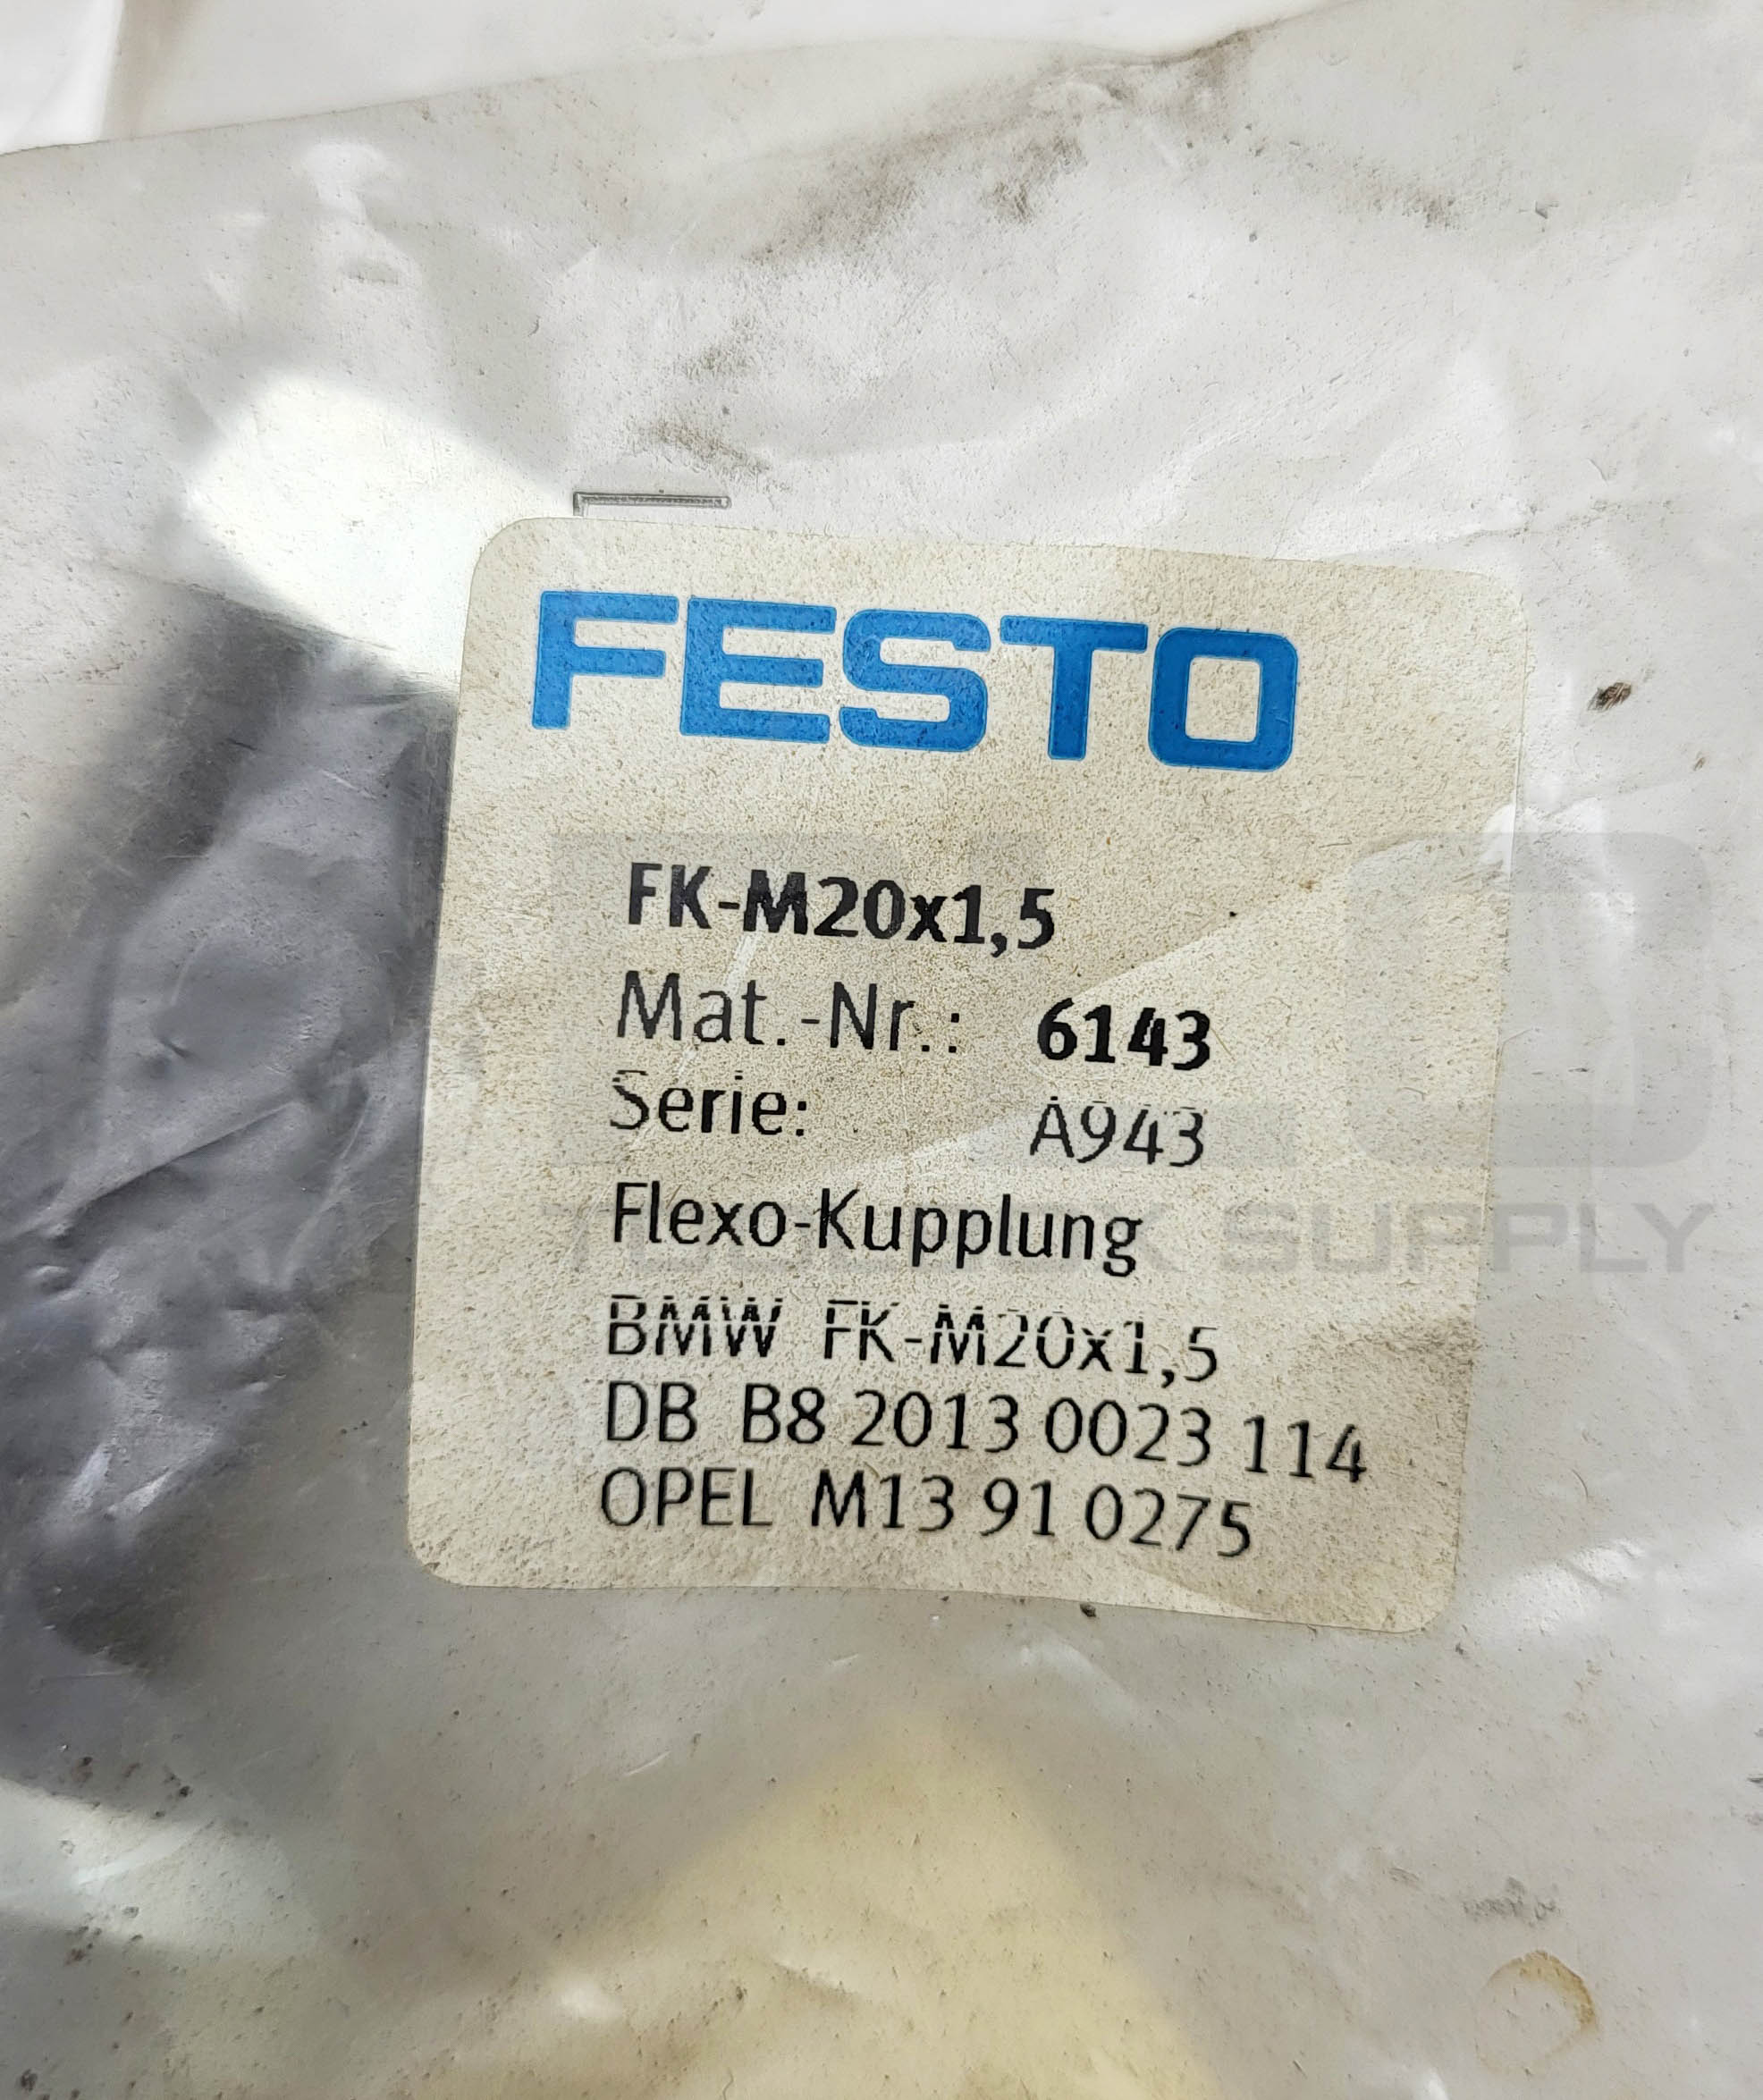 FESTO
FK-M20x1,5
Mat.-Nr.: 6143
Serie: A943
Flexo-Kupplung
SUPPLY
BMW FK-M20x1,5
DB B8 2013 0023 114
OPEL M13 91 0275